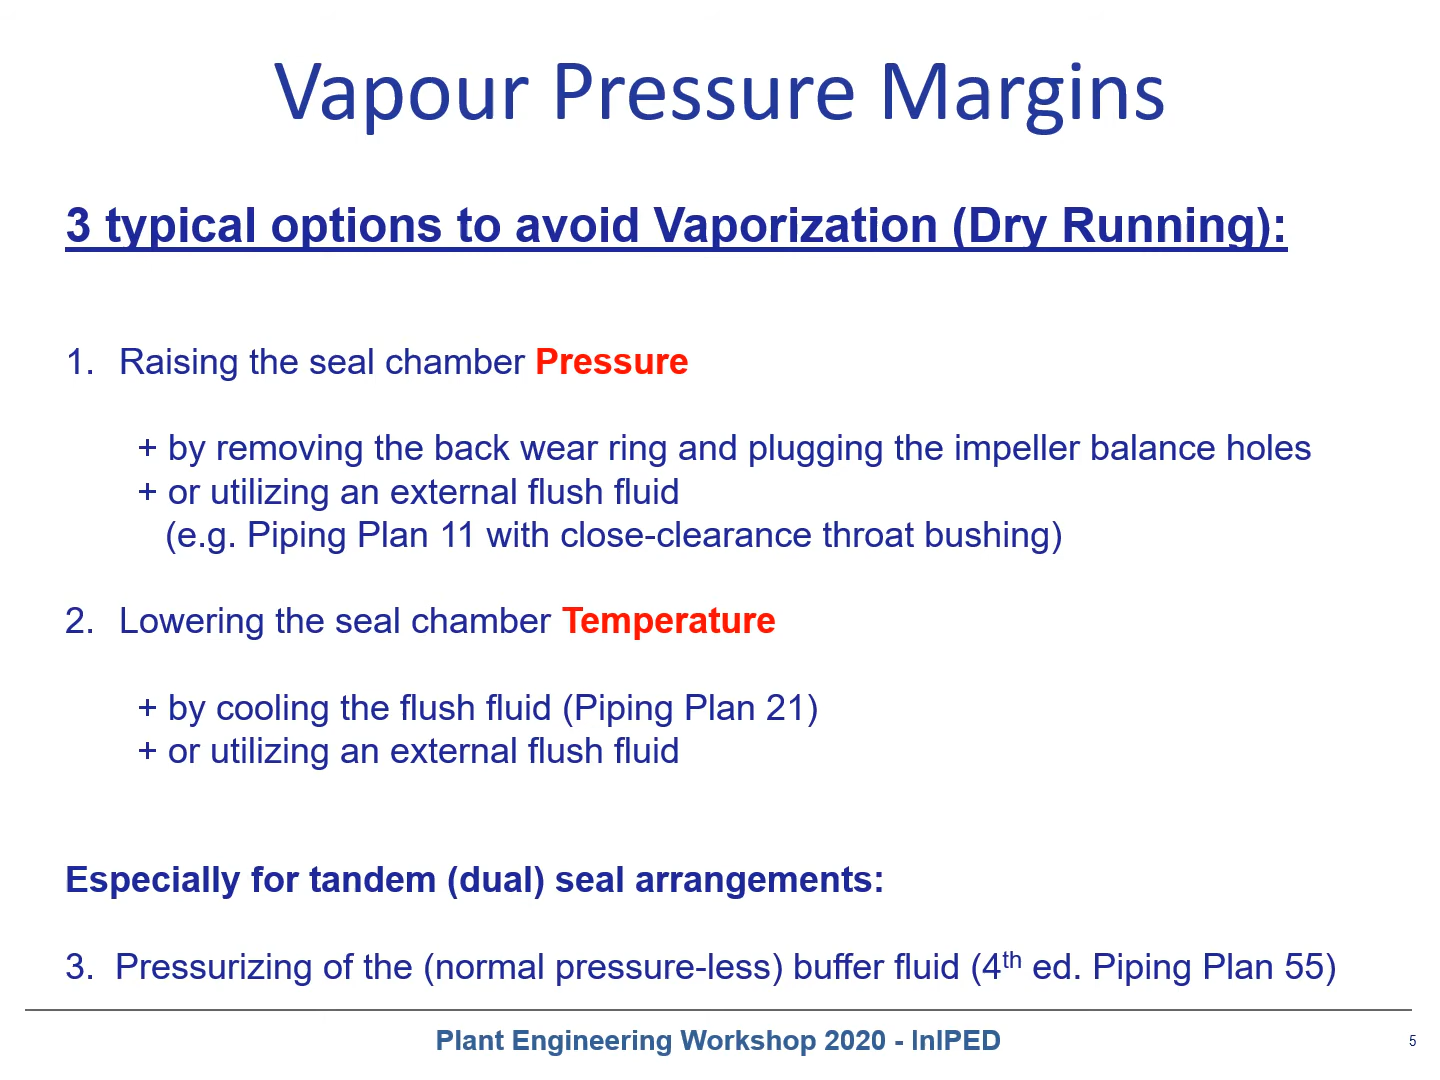 Vapour Pressure Margins
3 typical options to avoid Vaporization (Dry Running):
1. Raising the seal chamber Pressure
+ by removing the back wear ring and plugging the impeller balance holes
+ or utilizing an external flush fluid
(e.g. Piping Plan 11 with close-clearance throat bushing)
2. Lowering the seal chamber Temperature
+ by cooling the flush fluid (Piping Plan 21)
+ or utilizing an external flush fluid
Especially for tandem (dual) seal arrangements:
3. Pressurizing of the (normal pressure-less) buffer fluid (4th ed. Piping Plan 55)
Plant Engineering Workshop 2020 - InIPED
5